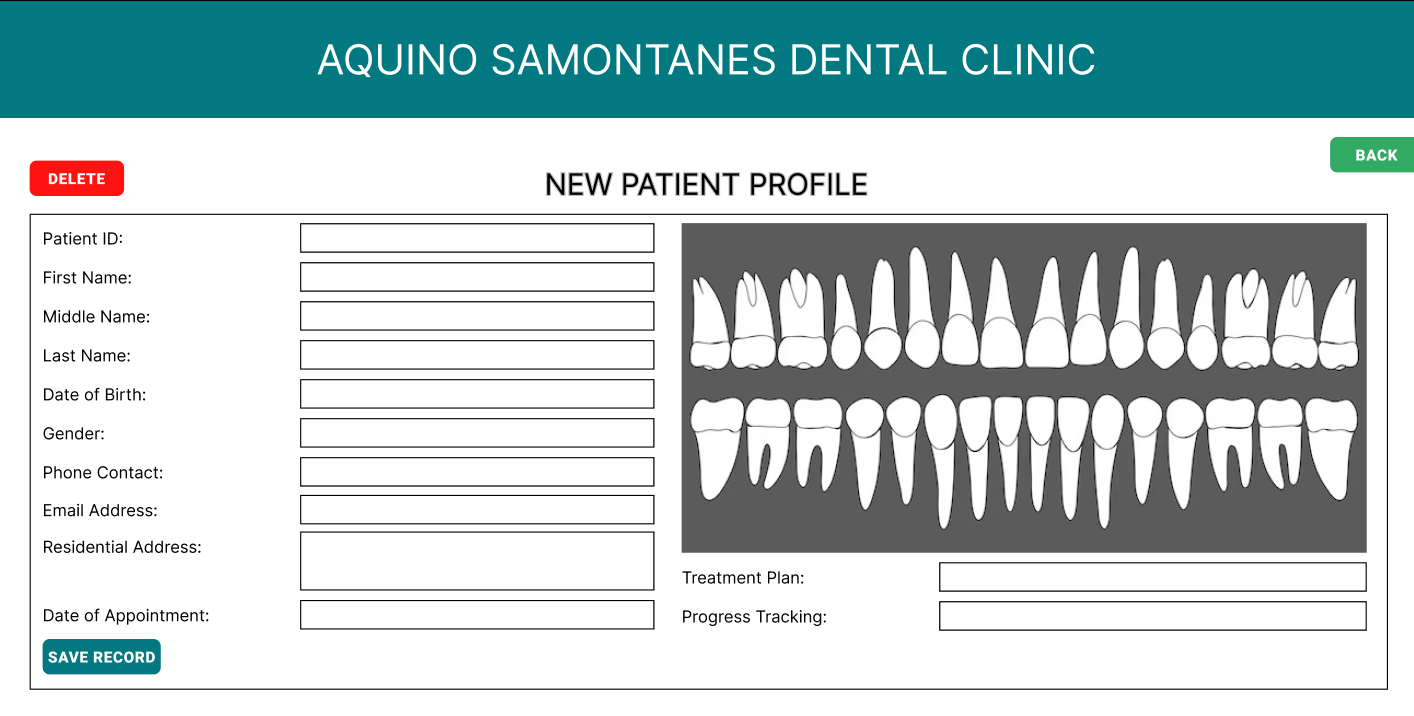 AQUINO SAMONTANES DENTAL CLINIC
BACK
DELETE
NEW PATIENT PROFILE
Patient ID:
First Name:
Middle Name:
Last Name:
Date of Birth:
Gender:
Phone Contact:
Email Address:
Residential Address:
Date of Appointment:
SAVE RECORD
Treatment Plan:
Progress Tracking: